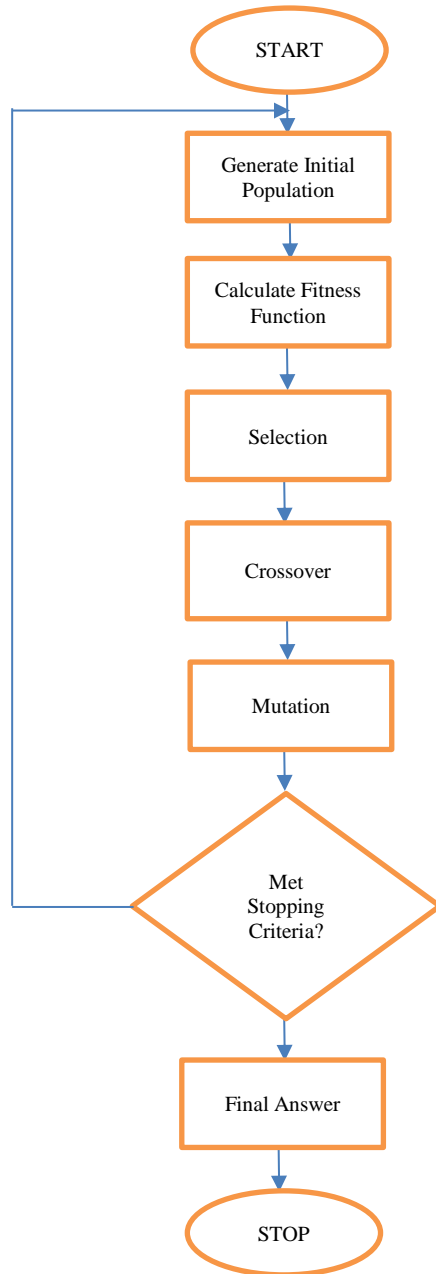 START
Generate Initial
Population
Calculate Fitness
Function
Selection
Crossover
Mutation
Met
Stopping
Criteria?
Final Answer
STOP